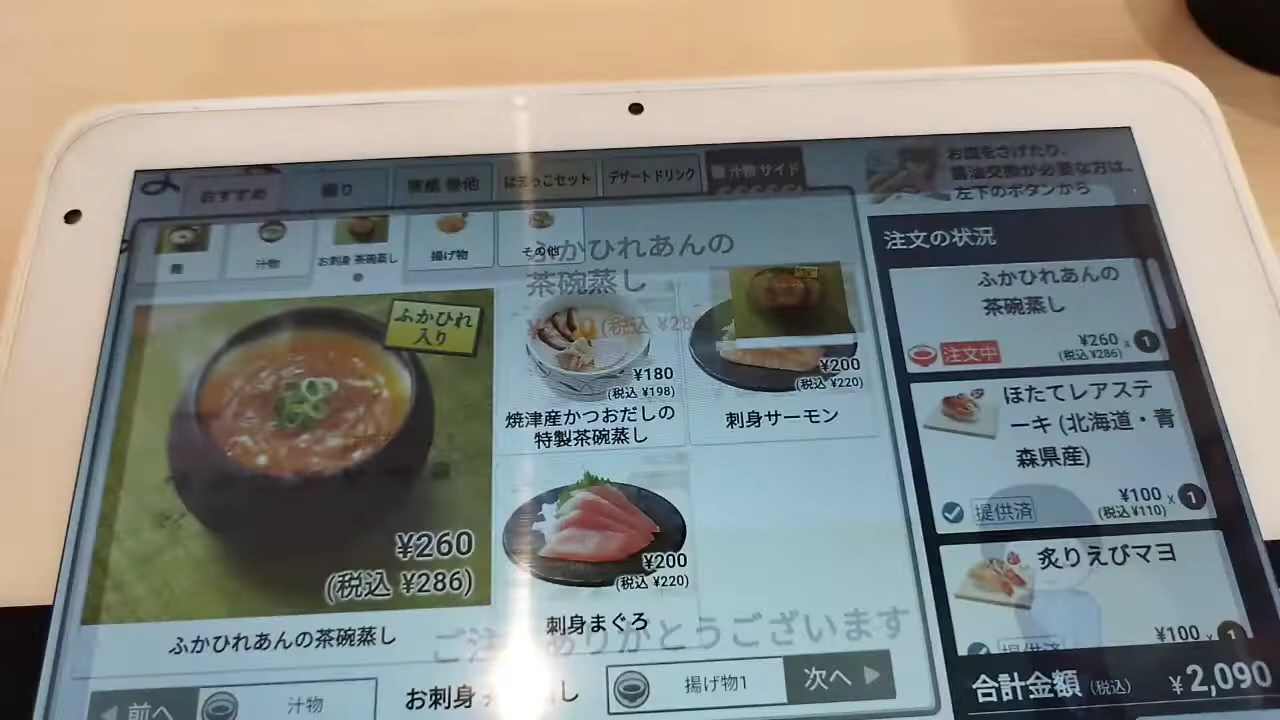 おすすめ
握り
はまっこセット
デザート ドリンク
汁物 サイド
お皿をさげたり、
醤油交換が必要な方は、
左下のボタンから
麺
汁物
お刺身 茶碗蒸し
揚げ物
その他
ふかひれあんの
茶碗蒸し
(税込 ¥286)
ふかひれ
入り
¥260
(税込 ¥286)
ふかひれあんの茶碗蒸し
¥180
(税込 ¥198)
焼津産かつおだしの
特製茶碗蒸し
¥200
(税込 ¥220)
刺身サーモン
¥200
(税込 ¥220)
刺身まぐろ
ありがとうございます
前へ
汁物
お刺身
揚げ物1
次へ
注文の状況
ふかひれあんの
茶碗蒸し
¥260 x 1
(税込 ¥286)
注文中
ほたてレアステ
ーキ (北海道・青
森県産)
¥100 x 1
(税込 ¥110)
提供済
炙りえびマヨ
¥100 x 1
提供済
合計金額 (税込) ¥2,090